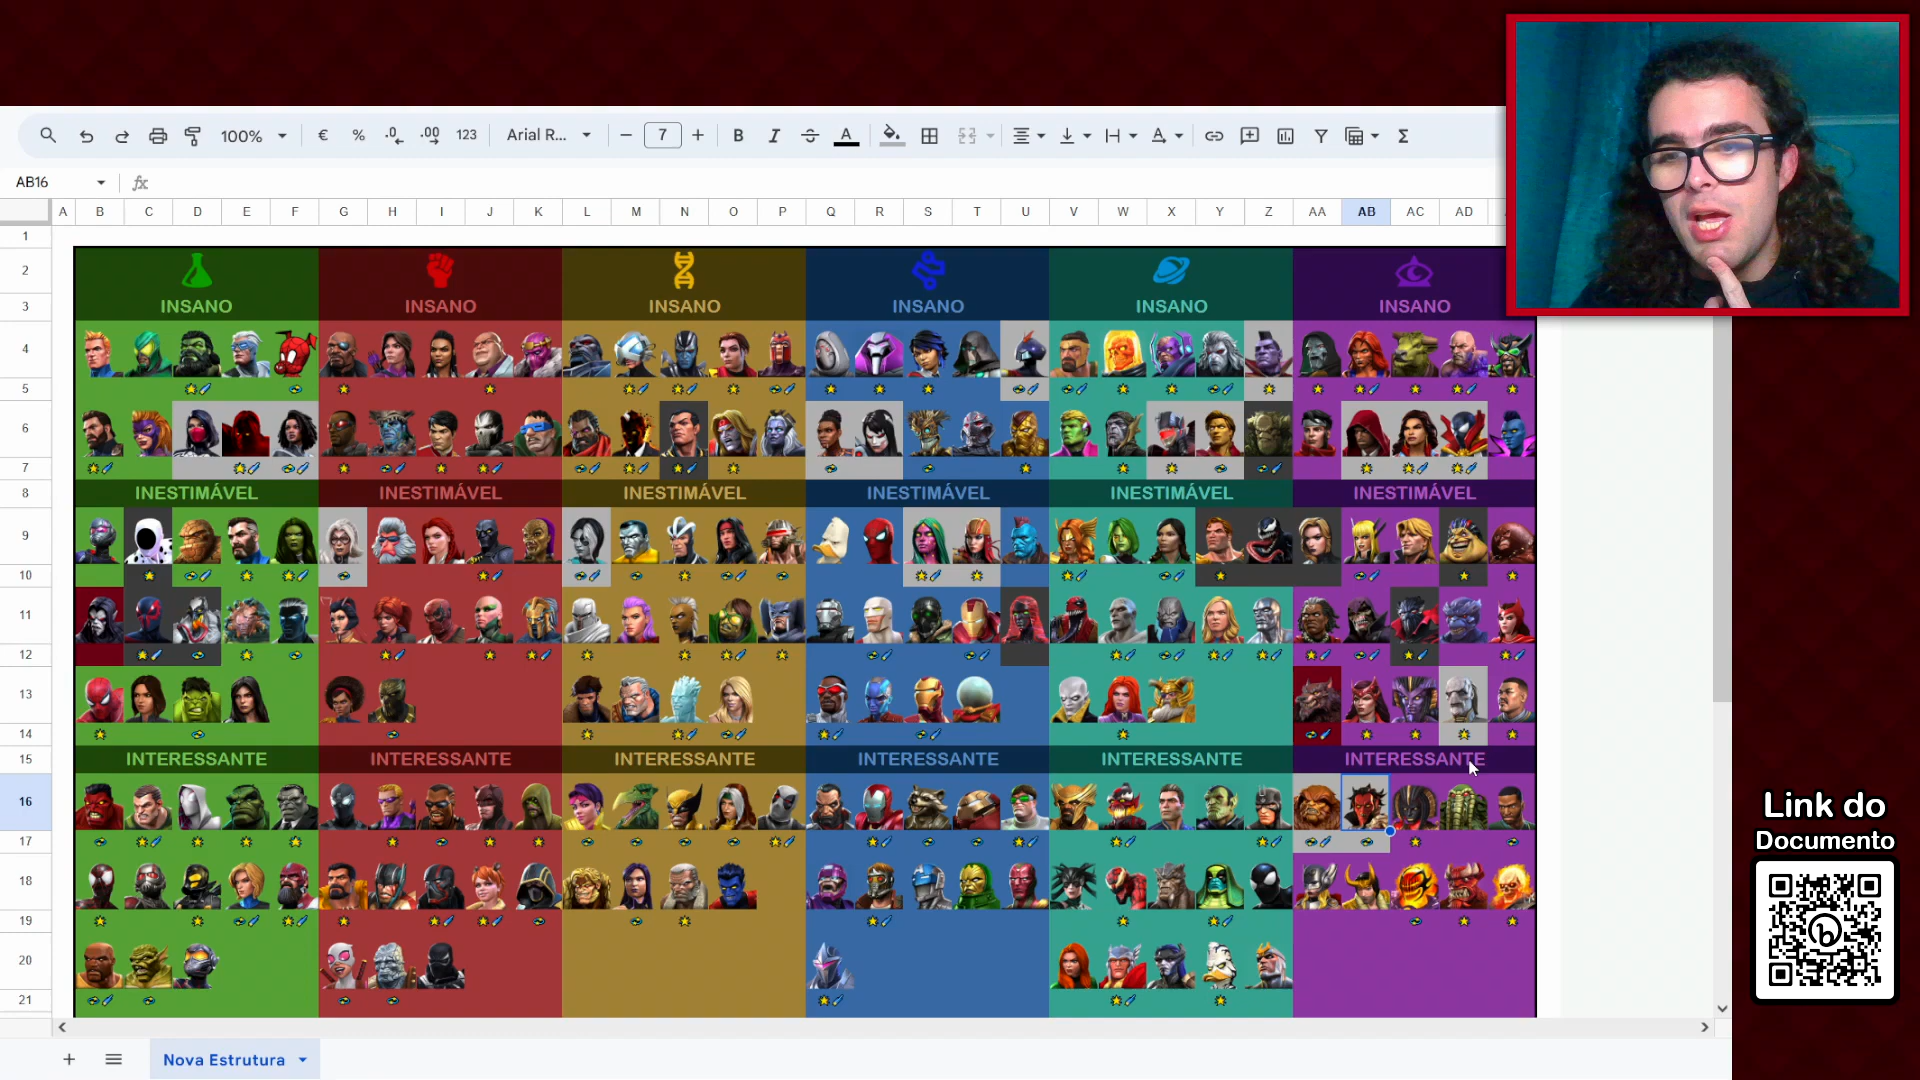 100%
€
%
.0
.00
123
Arial R...
7
B
I
A
Σ
AB16
fx
A B C D E F G H I J K L M N O P Q R S T U V W X Y Z AA AB AC AD
1
2
3
INSANO INSANO INSANO INSANO INSANO INSANO
4
5
6
7
8
INESTIMÁVEL INESTIMÁVEL INESTIMÁVEL INESTIMÁVEL INESTIMÁVEL INESTIMÁVEL
9
10
11
12
13
14
15
INTERESSANTE INTERESSANTE INTERESSANTE INTERESSANTE INTERESSANTE INTERESSANTE
16
17
18
19
20
21
Nova Estrutura
Link do
Documento
b